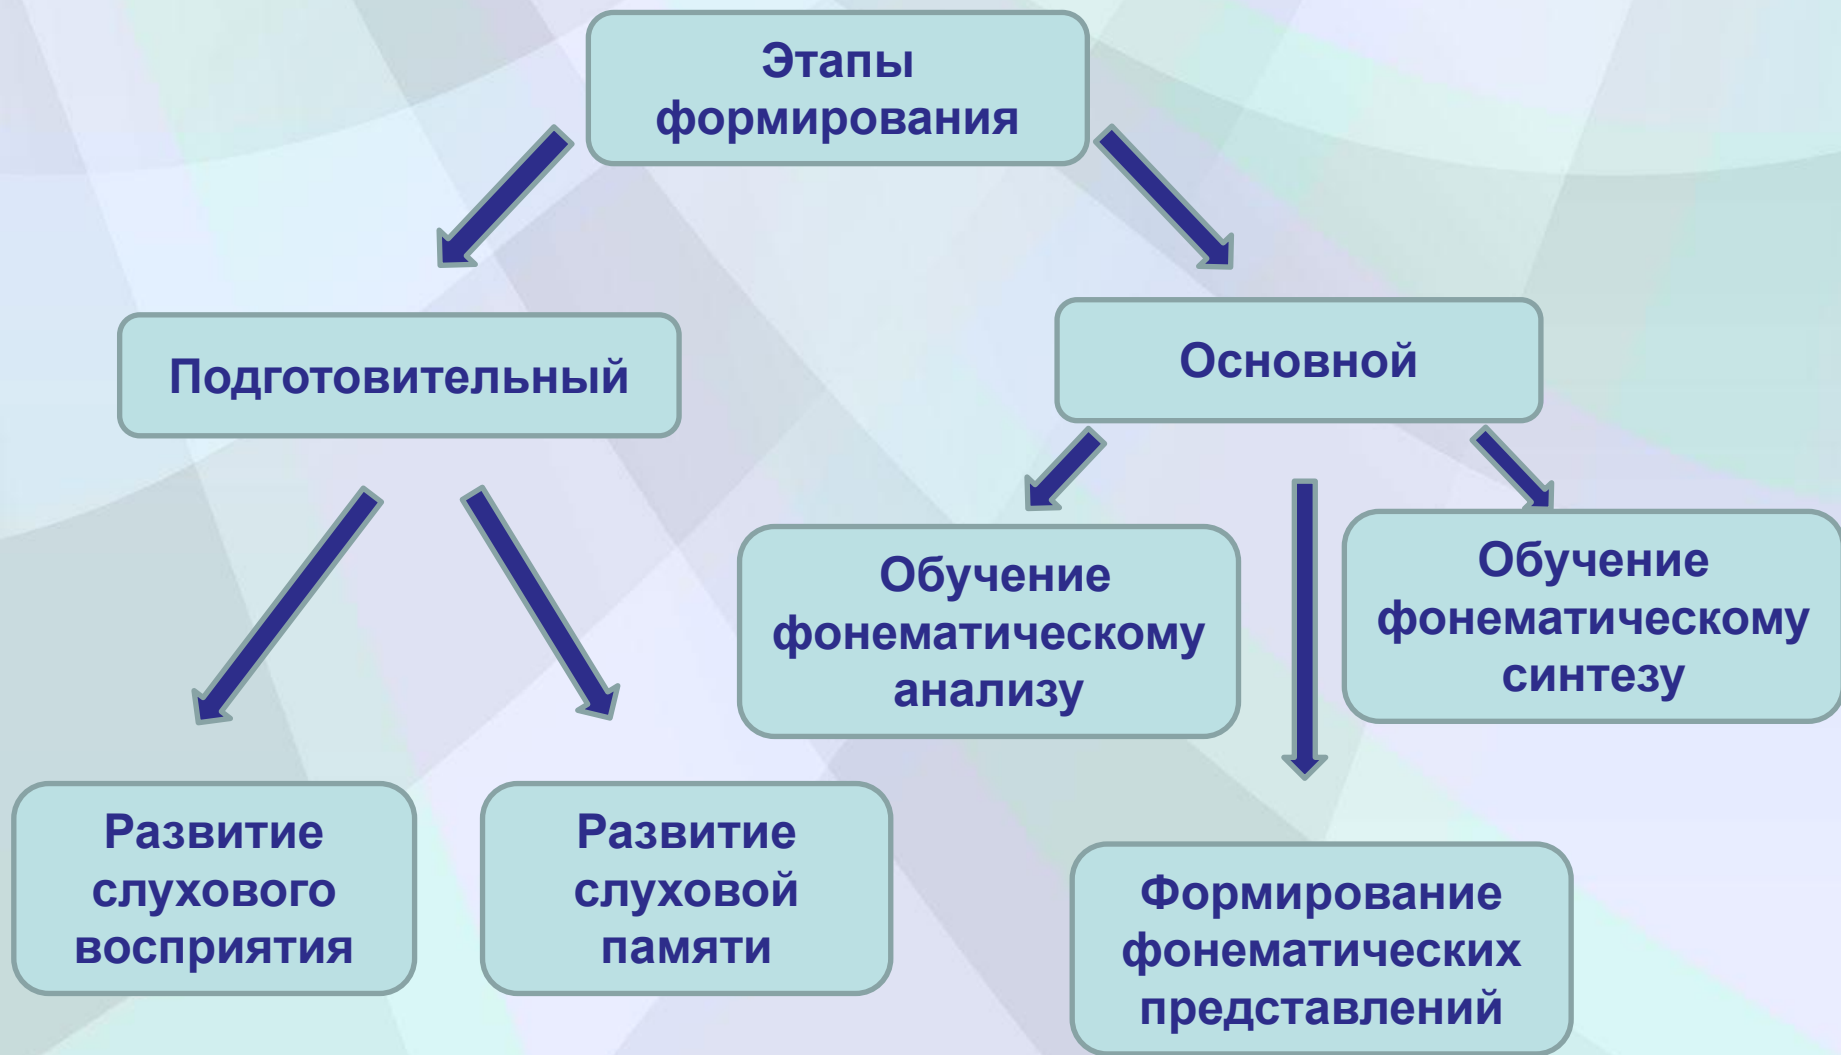 Этапы
формирования
Подготовительный
Основной
Обучение
фонематическому
анализу
Обучение
фонематическому
синтезу
Развитие
слухового
восприятия
Развитие
слуховой
памяти
Формирование
фонематических
представлений